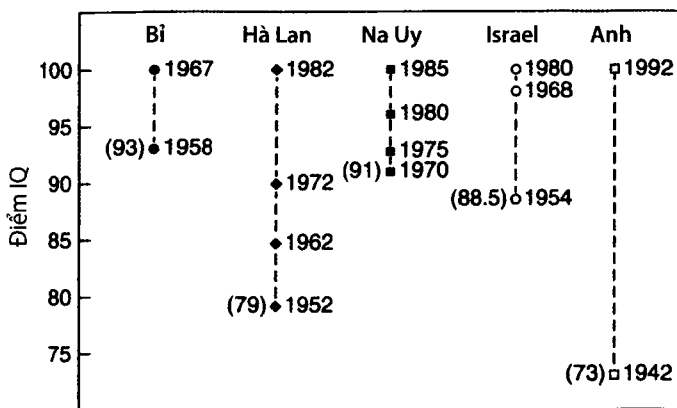 Bỉ Hà Lan Na Uy Israel Anh
100 1967 1982 1985 1980 1992
1968
95 1980
(93) 1958 1975
(91) 1970
90 1972
(88.5) 1954
85 1962
80
(79) 1952
75
(73) 1942
Điểm IQ